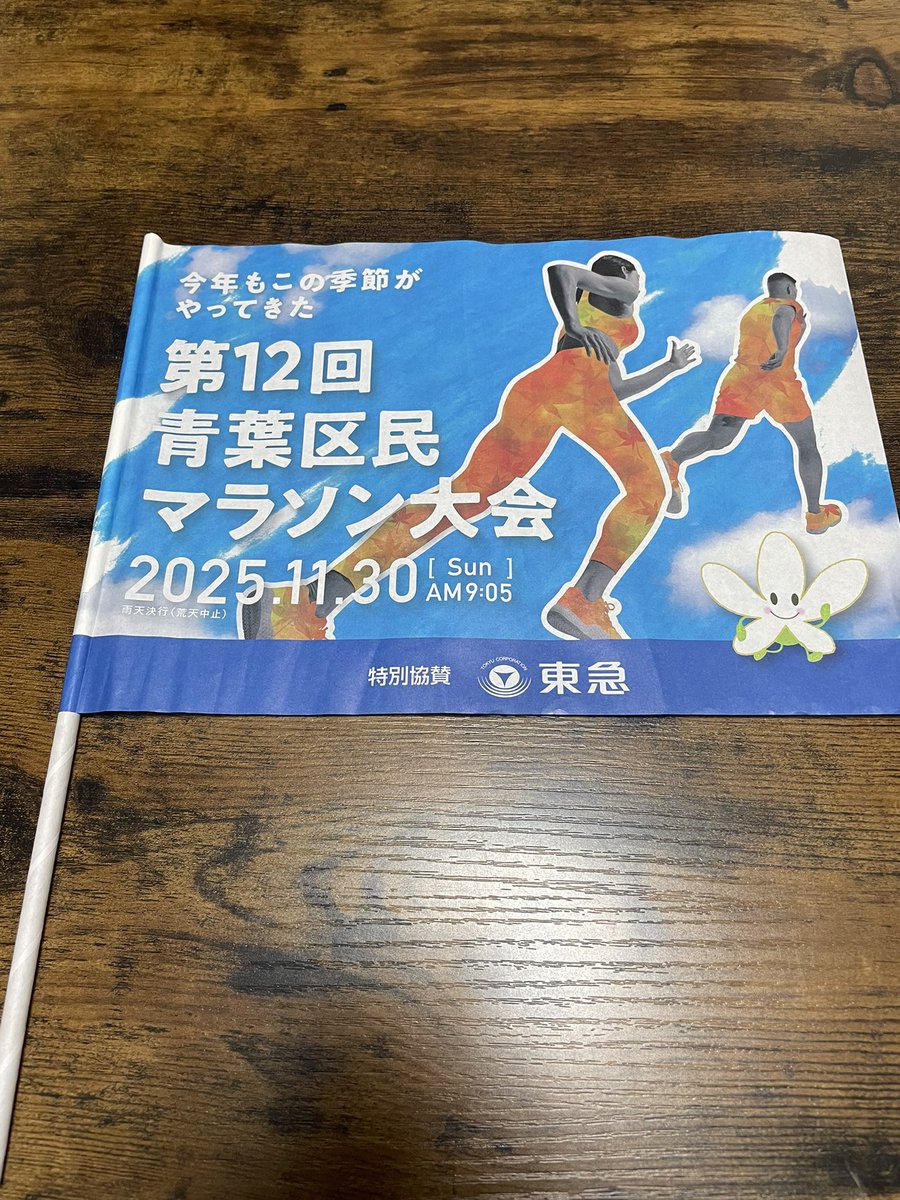 今年もこの季節が
やってきた
第12回
青葉区民
マラソン大会
2025.11.30 [ Sun ] AM9:05
雨天決行(荒天中止)
特別協賛 TOKYU CORPORATION 東急